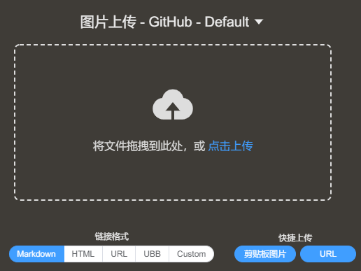 图片上传 - GitHub - Default
将文件拖拽到此处，或 点击上传
链接格式
快捷上传
Markdown HTML URL UBB Custom
剪贴板图片 URL